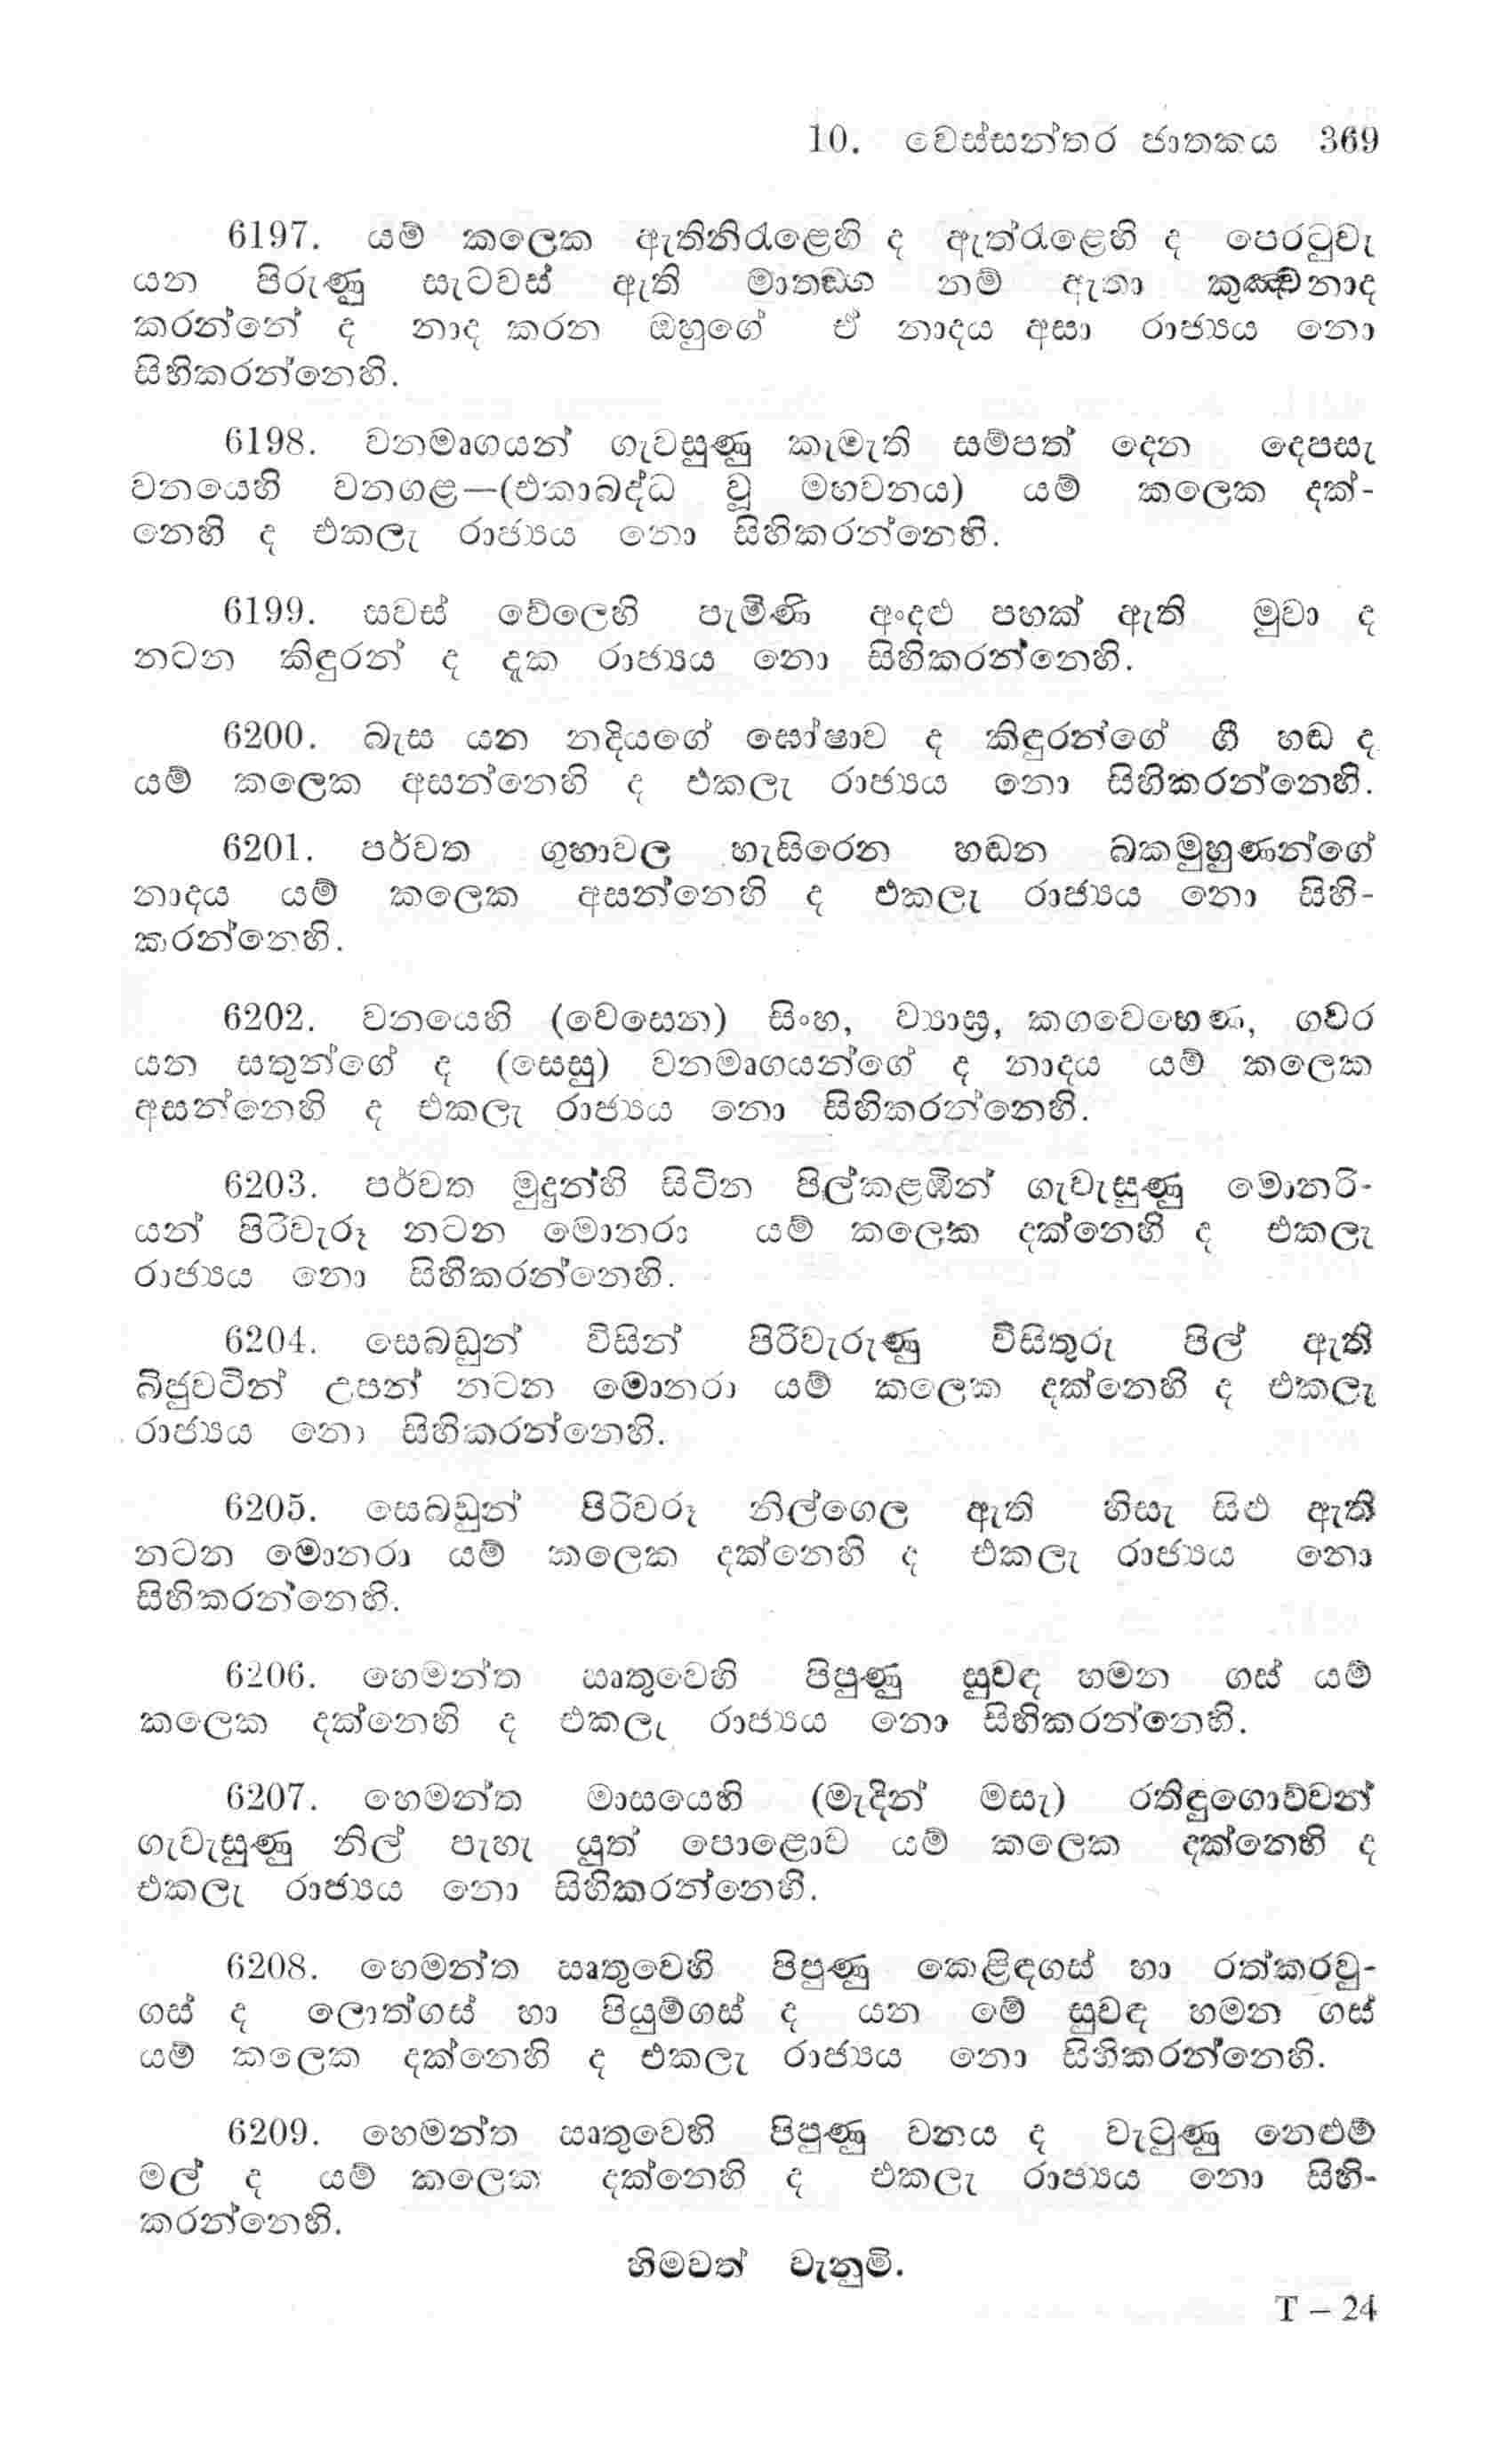 10. වෙස්සන්තර ජාතකය 369
6197. යම් කලෙක ඇතිනිරැළෙහි ද ඇත්රැළෙහි ද පෙරටුවැ
යන පිරුණු සැටවස් ඇති මාතඞ්ග නම් ඇතා කුඤ්චනාද
කරන්නේ ද නාද කරන ඔහුගේ ඒ නාදය අසා රාජ්‍යය නො
සිහිකරන්නෙහි.
6198. වනමෘගයන් ගැවසුණු කැමැති සම්පත් දෙන දෙපසැ
වනයෙහි වනගළ—(එකාබද්ධ වූ මහවනය) යම් කලෙක දක්-
නෙහි ද එකලැ රාජ්‍යය නො සිහිකරන්නෙහි.
6199. සවස් වේලෙහි පැමිණි අංදළු පහක් ඇති මුවා ද
නටන කිඳුරන් ද දැක රාජ්‍යය නො සිහිකරන්නෙහි.
6200. බැස යන නදියගේ ඝෝෂාව ද කිඳුරන්ගේ ගී හඬ ද
යම් කලෙක අසන්නෙහි ද එකලැ රාජ්‍යය නො සිහිකරන්නෙහි.
6201. පර්වත ගුහාවල හැසිරෙන හඬන බකමුහුණන්ගේ
නාදය යම් කලෙක අසන්නෙහි ද එකලැ රාජ්‍යය නො සිහි-
කරන්නෙහි.
6202. වනයෙහි (වෙසෙන) සිංහ, ව්‍යාඝ්‍ර, කගවෙහෙණ, ගවර
යන සතුන්ගේ ද (සෙසු) වනමෘගයන්ගේ ද නාදය යම් කලෙක
අසන්නෙහි ද එකලැ රාජ්‍යය නො සිහිකරන්නෙහි.
6203. පර්වත මුදුන්හි සිටින පිල්කළඹින් ගැවැසුණු මොනරි-
යන් පිරිවැරූ නටන මොනරා යම් කලෙක දක්නෙහි ද එකලැ
රාජ්‍යය නො සිහිකරන්නෙහි.
6204. සෙබඩුන් විසින් පිරිවැරුණු විසිතුරු පිල් ඇති
බිජුවටින් උපන් නටන මොනරා යම් කලෙක දක්නෙහි ද එකලැ
රාජ්‍යය නො සිහිකරන්නෙහි.
6205. සෙබඩුන් පිරිවරූ නිල්ගෙල ඇති හිසැ සිළු ඇති
නටන මොනරා යම් කලෙක දක්නෙහි ද එකලැ රාජ්‍යය නො
සිහිකරන්නෙහි.
6206. හෙමන්ත ඍතුවෙහි පිපුණු සුවඳ හමන ගස් යම්
කලෙක දක්නෙහි ද එකලැ රාජ්‍යය නො සිහිකරන්නෙහි.
6207. හෙමන්ත මාසයෙහි (මැදින් මසැ) රතිඳුගොව්වන්
ගැවැසුණු නිල් පැහැ යුත් පොළොව යම් කලෙක දක්නෙහි ද
එකලැ රාජ්‍යය නො සිහිකරන්නෙහි.
6208. හෙමන්ත ඍතුවෙහි පිපුණු කෙළිඳගස් හා රත්කරවු-
ගස් ද ලොත්ගස් හා පියුම්ගස් ද යන මේ සුවඳ හමන ගස්
යම් කලෙක දක්නෙහි ද එකලැ රාජ්‍යය නො සිහිකරන්නෙහි.
6209. හෙමන්ත ඍතුවෙහි පිපුණු වනය ද වැටුණු නෙළුම්
මල් ද යම් කලෙක දක්නෙහි ද එකලැ රාජ්‍යය නො සිහි-
කරන්නෙහි.
හිමවත් වැනුම්.
T – 24